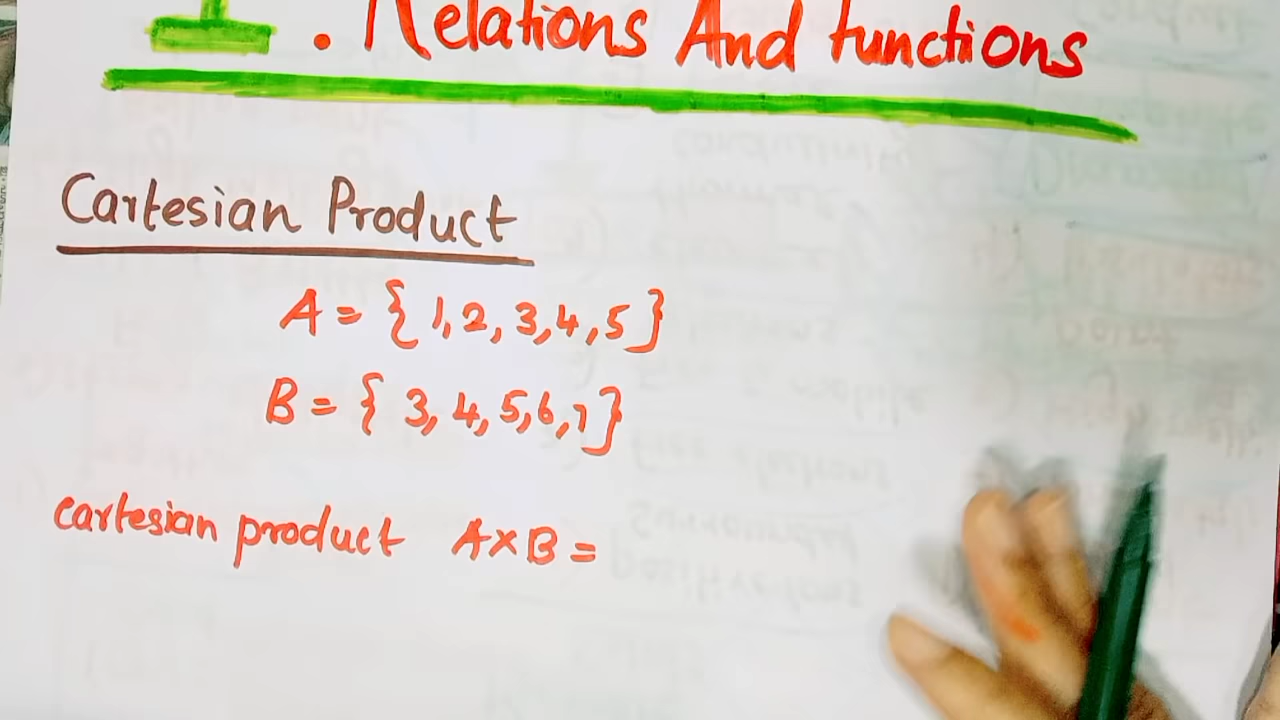 I. Relations And functions
Cartesian Product
A = { 1, 2, 3, 4, 5 }
B = { 3, 4, 5, 6, 7 }
cartesian product A×B =